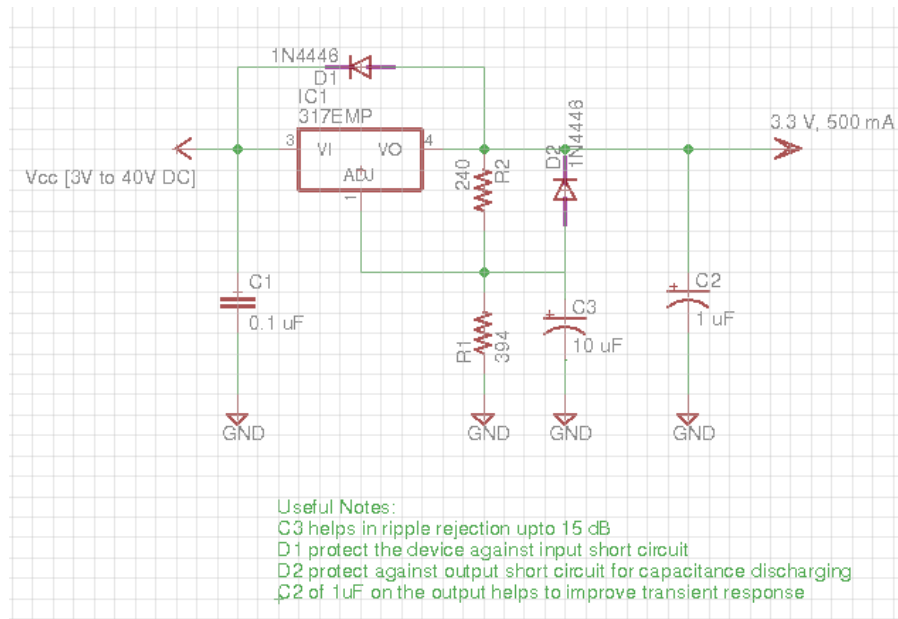 1N4446
D1
IC1
317EMP
3
VI
VO
4
ADJ
1
Vcc [3V to 40V DC]
240
R2
D2
1N4446
3.3 V, 500 mA
C1
0.1 uF
R1
394
C3
10 uF
C2
1 uF
GND
GND
GND
GND
Useful Notes:
C3 helps in ripple rejection upto 15 dB
D1 protect the device against input short circuit
D2 protect against output short circuit for capacitance discharging
C2 of 1uF on the output helps to improve transient response